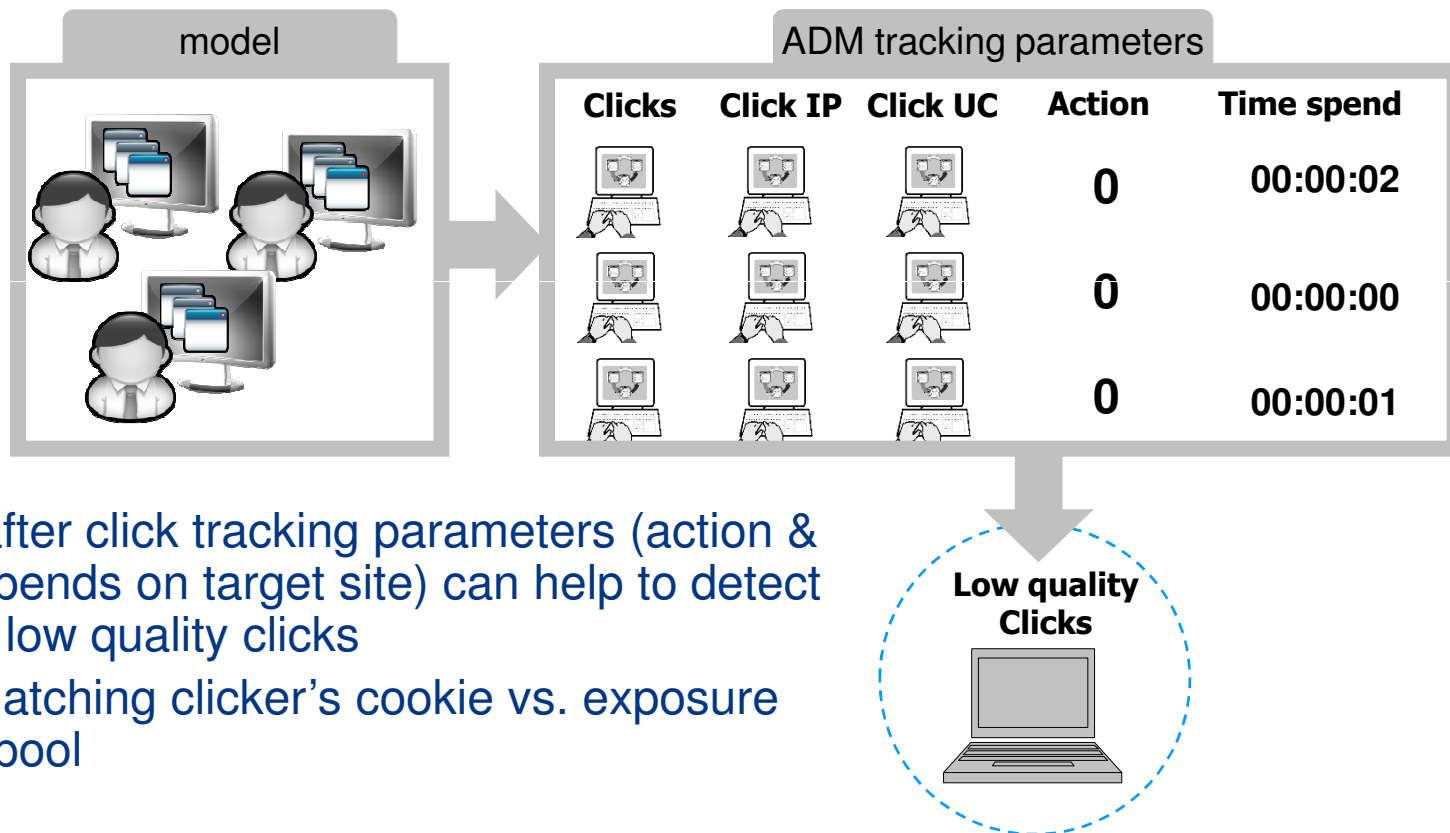 model
ADM tracking parameters
Clicks Click IP Click UC Action Time spend
0 00:00:02
0 00:00:00
0 00:00:01
after click tracking parameters (action &
pends on target site) can help to detect
low quality clicks
atching clicker's cookie vs. exposure
pool
Low quality
Clicks